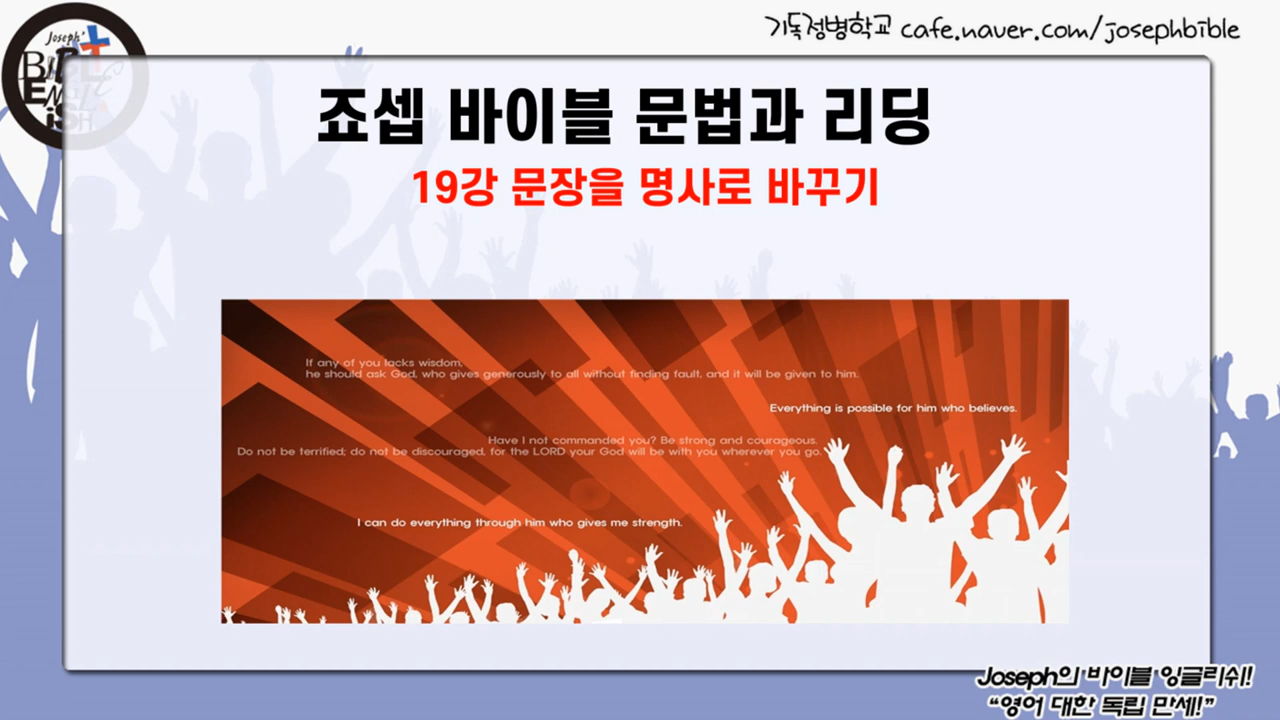 Joseph'
BIBLE
ENGLISH
기독정병학교 cafe.naver.com/josephbible
죠셉 바이블 문법과 리딩
19강 문장을 명사로 바꾸기
If any of you lacks wisdom,
he should ask God, who gives generously to all without finding fault, and it will be given to him.
Everything is possible for him who believes.
Have I not commanded you? Be strong and courageous.
Do not be terrified; do not be discouraged, for the LORD your God will be with you wherever you go.
I can do everything through him who gives me strength.
Joseph의 바이블 잉글리쉬!
“영어 대한 독립 만세!”